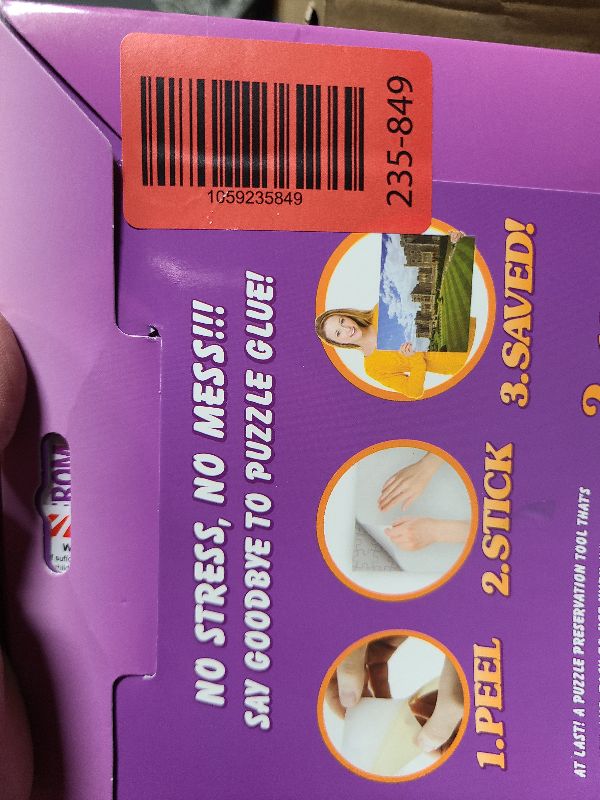 1059235849
235-849
NO STRESS, NO MESS!!!
SAY GOODBYE TO PUZZLE GLUE!
1.PEEL
2.STICK
3.SAVED!
AT LAST! A PUZZLE PRESERVATION TOOL THAT'S